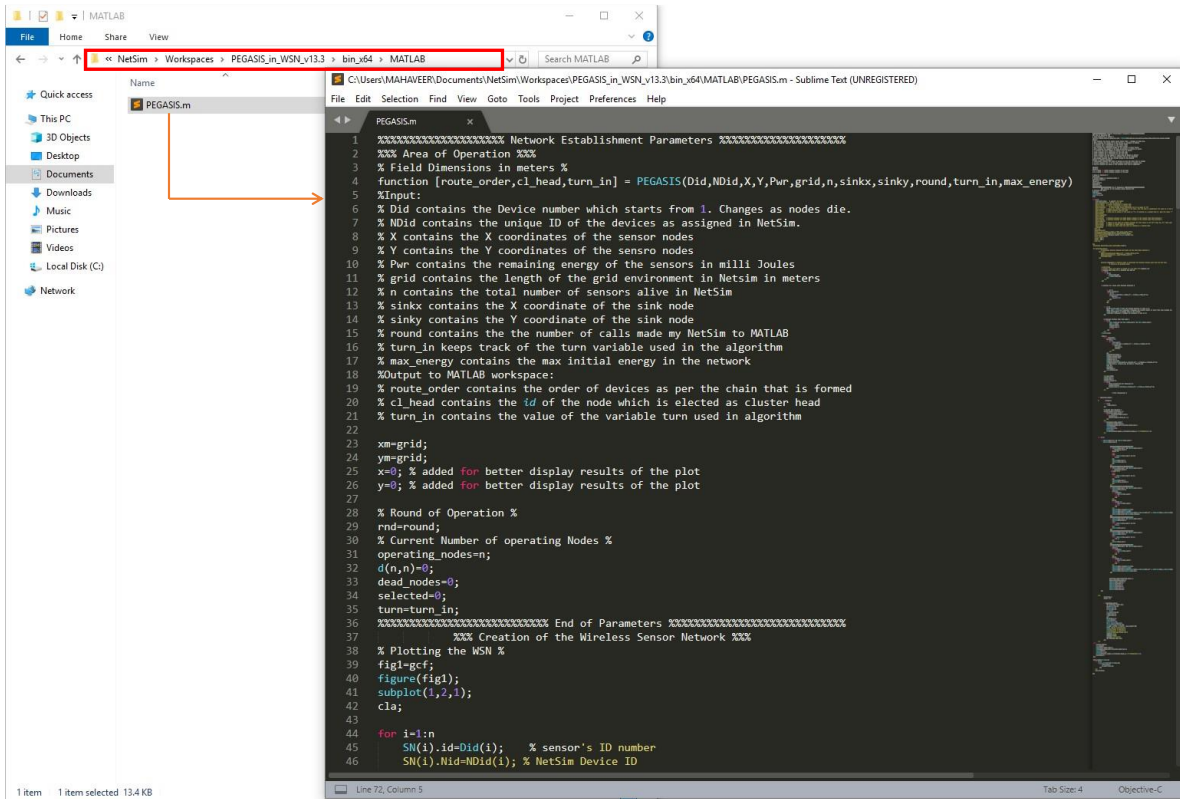 MATLAB
File Home Share View
« NetSim › Workspaces › PEGASIS_in_WSN_v13.3 › bin_x64 › MATLAB
Search MATLAB
Name
Quick access
This PC
3D Objects
Desktop
Documents
Downloads
Music
Pictures
Videos
Local Disk (C:)
Network
PEGASIS.m
1 item 1 item selected 13.4 KB
C:\Users\MAHAVEER\Documents\NetSim\Workspaces\PEGASIS_in_WSN_v13.3\bin_x64\MATLAB\PEGASIS.m - Sublime Text (UNREGISTERED)
File Edit Selection Find View Goto Tools Project Preferences Help
PEGASIS.m ×
1 %%%%%%%%%%%%%%%%%%%% Network Establishment Parameters %%%%%%%%%%%%%%%%%%%%
2 %%% Area of Operation %%%
3 % Field Dimensions in meters %
4 function [route_order,cl_head,turn_in] = PEGASIS(Did,NDid,X,Y,Pwr,grid,n,sinkx,sinky,round,turn_in,max_energy)
5 %Input:
6 % Did contains the Device number which starts from 1. Changes as nodes die.
7 % NDid contains the unique ID of the devices as assigned in NetSim.
8 % X contains the X coordinates of the sensor nodes
9 % Y contains the Y coordinates of the sensro nodes
10 % Pwr contains the remaining energy of the sensors in milli Joules
11 % grid contains the length of the grid environment in Netsim in meters
12 % n contains the total number of sensors alive in NetSim
13 % sinkx contains the X coordinate of the sink node
14 % sinky contains the Y coordinate of the sink node
15 % round contains the the number of calls made my NetSim to MATLAB
16 % turn_in keeps track of the turn variable used in the algorithm
17 % max_energy contains the max initial energy in the network
18 %Output to MATLAB workspace:
19 % route_order contains the order of devices as per the chain that is formed
20 % cl_head contains the id of the node which is elected as cluster head
21 % turn_in contains the value of the variable turn used in algorithm
22
23 xm=grid;
24 ym=grid;
25 x=0; % added for better display results of the plot
26 y=0; % added for better display results of the plot
27
28 % Round of Operation %
29 rnd=round;
30 % Current Number of operating Nodes %
31 operating_nodes=n;
32 d(n,n)=0;
33 dead_nodes=0;
34 selected=0;
35 turn=turn_in;
36 %%%%%%%%%%%%%%%%%%%%%%%%%%% End of Parameters %%%%%%%%%%%%%%%%%%%%%%%%%%%%
37 %%% Creation of the Wireless Sensor Network %%%
38 % Plotting the WSN %
39 fig1=gcf;
40 figure(fig1);
41 subplot(1,2,1);
42 cla;
43
44 for i=1:n
45 SN(i).id=Did(i); % sensor's ID number
46 SN(i).Nid=NDid(i); % NetSim Device ID
Line 72, Column 5 Tab Size: 4 Objective-C